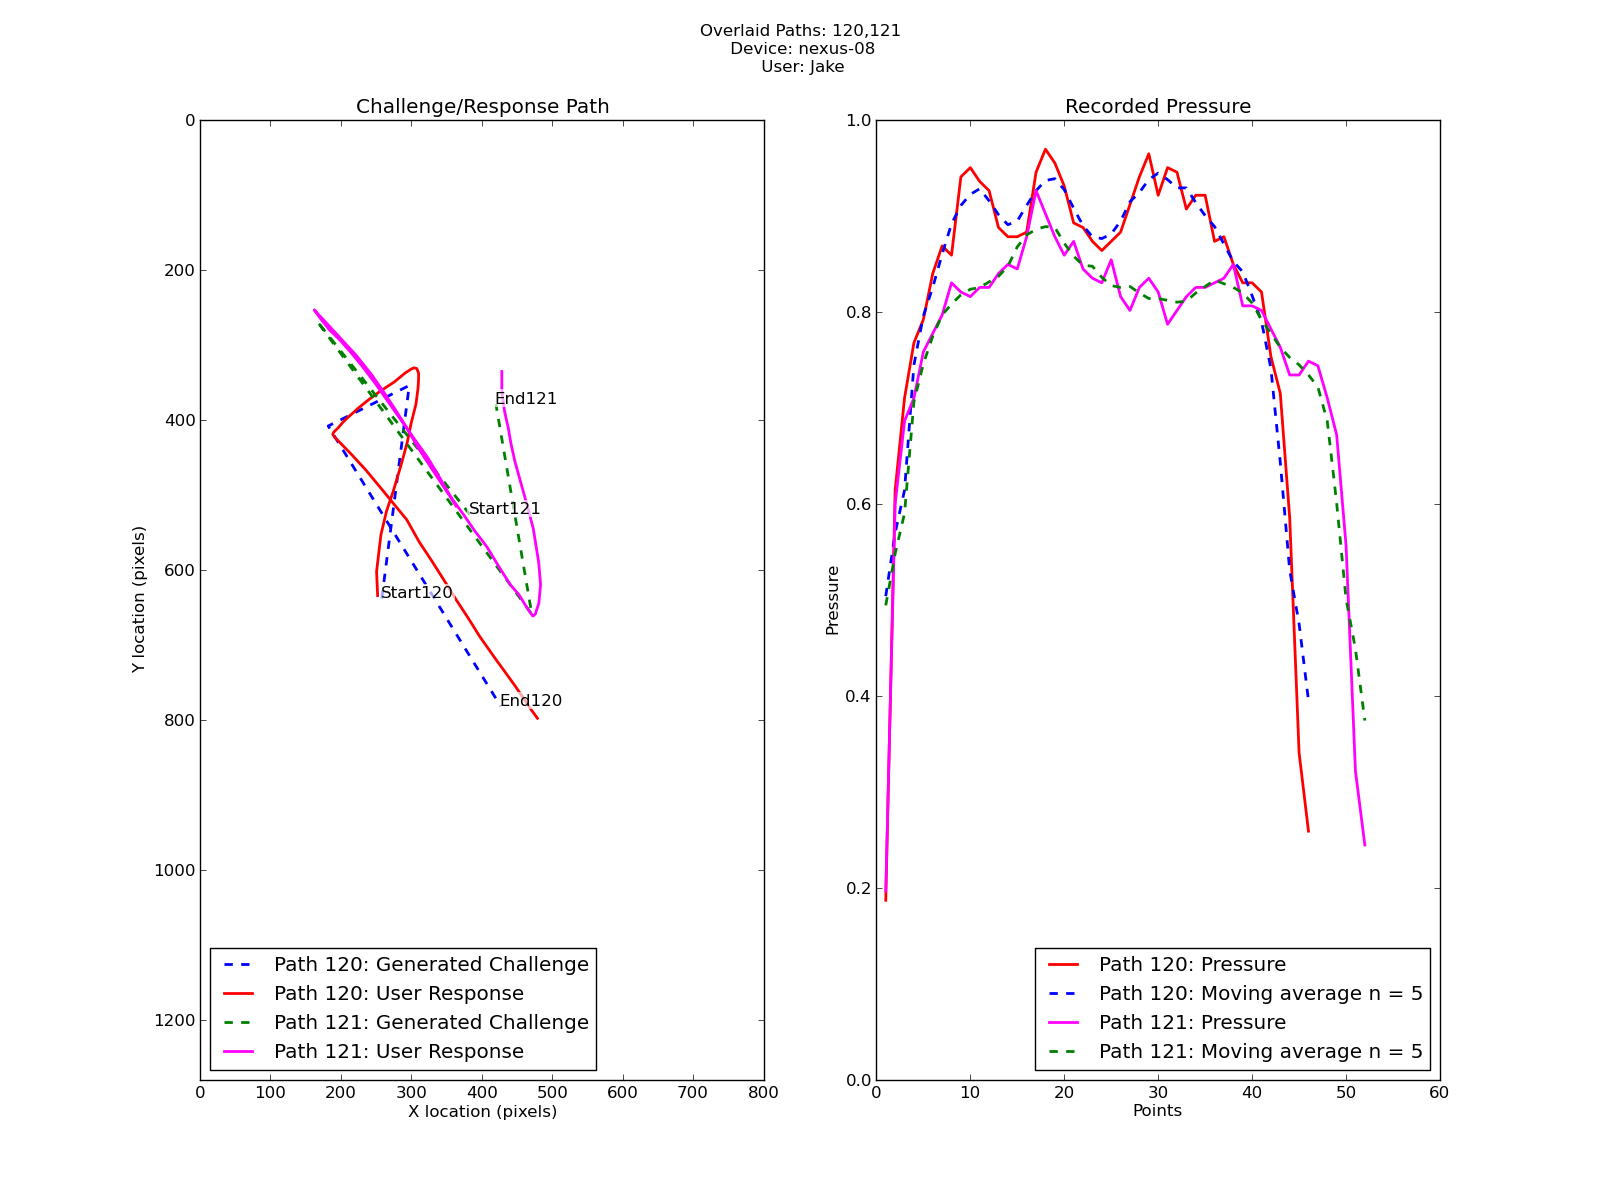 Overlaid Paths: 120,121
Device: nexus-08
User: Jake
Challenge/Response Path
0
200
400
600
800
1000
1200
Y location (pixels)
End121
Start121
Start120
End120
Path 120: Generated Challenge
Path 120: User Response
Path 121: Generated Challenge
Path 121: User Response
0 100 200 300 400 500 600 700 800
X location (pixels)
Recorded Pressure
1.0
0.8
0.6
0.4
0.2
0.0
Pressure
Path 120: Pressure
Path 120: Moving average n = 5
Path 121: Pressure
Path 121: Moving average n = 5
0 10 20 30 40 50 60
Points